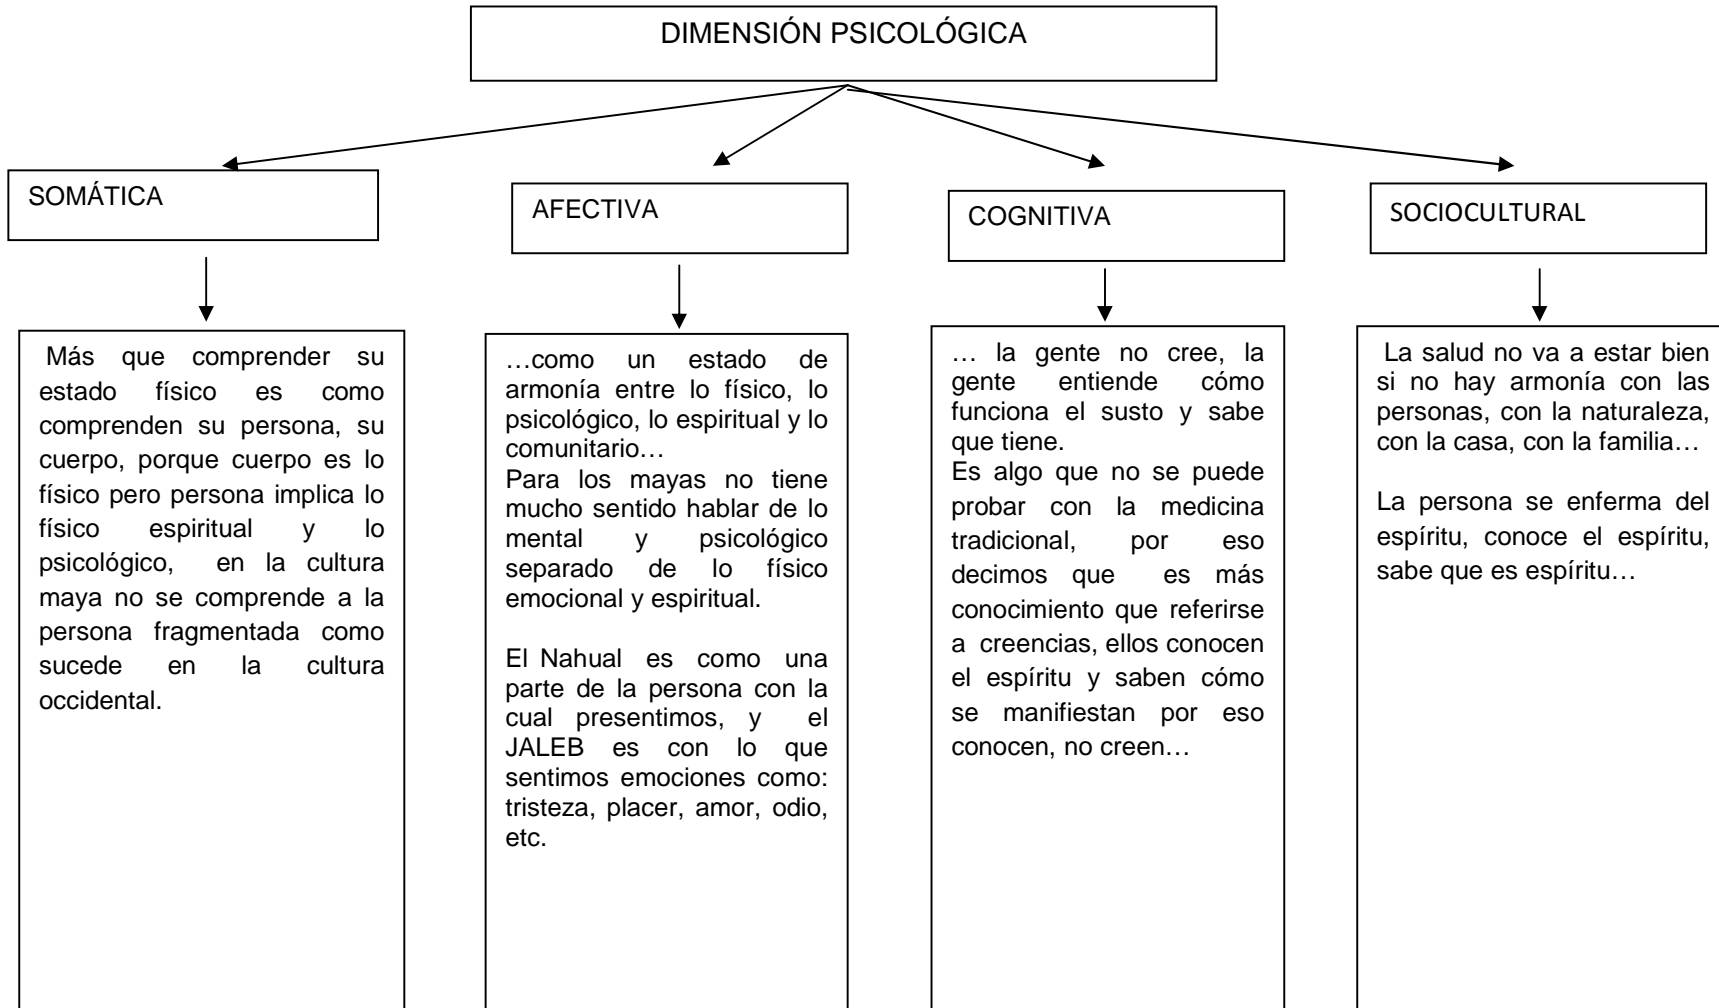 DIMENSIÓN PSICOLÓGICA
SOMÁTICA
Más que comprender su
estado físico es como
comprenden su persona, su
cuerpo, porque cuerpo es lo
físico pero persona implica lo
físico espiritual y lo
psicológico, en la cultura
maya no se comprende a la
persona fragmentada como
sucede en la cultura
occidental.
AFECTIVA
…como un estado de
armonía entre lo físico, lo
psicológico, lo espiritual y lo
comunitario…
Para los mayas no tiene
mucho sentido hablar de lo
mental y psicológico
separado de lo físico
emocional y espiritual.
El Nahual es como una
parte de la persona con la
cual presentimos, y el
JALEB es con lo que
sentimos emociones como:
tristeza, placer, amor, odio,
etc.
COGNITIVA
… la gente no cree, la
gente entiende cómo
funciona el susto y sabe
que tiene.
Es algo que no se puede
probar con la medicina
tradicional, por eso
decimos que es más
conocimiento que referirse
a creencias, ellos conocen
el espíritu y saben cómo
se manifiestan por eso
conocen, no creen…
SOCIOCULTURAL
La salud no va a estar bien
si no hay armonía con las
personas, con la naturaleza,
con la casa, con la familia…
La persona se enferma del
espíritu, conoce el espíritu,
sabe que es espíritu…